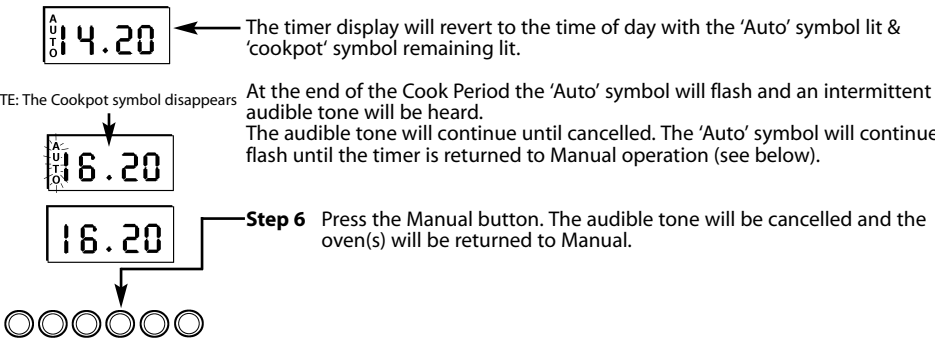 AUTO 14.20
The timer display will revert to the time of day with the ‘Auto’ symbol lit &
‘cookpot‘ symbol remaining lit.
TE: The Cookpot symbol disappears
At the end of the Cook Period the ‘Auto’ symbol will flash and an intermittent
audible tone will be heard.
The audible tone will continue until cancelled. The ‘Auto’ symbol will continue
flash until the timer is returned to Manual operation (see below).
AUTO 16.20
16.20
Step 6 Press the Manual button. The audible tone will be cancelled and the
oven(s) will be returned to Manual.